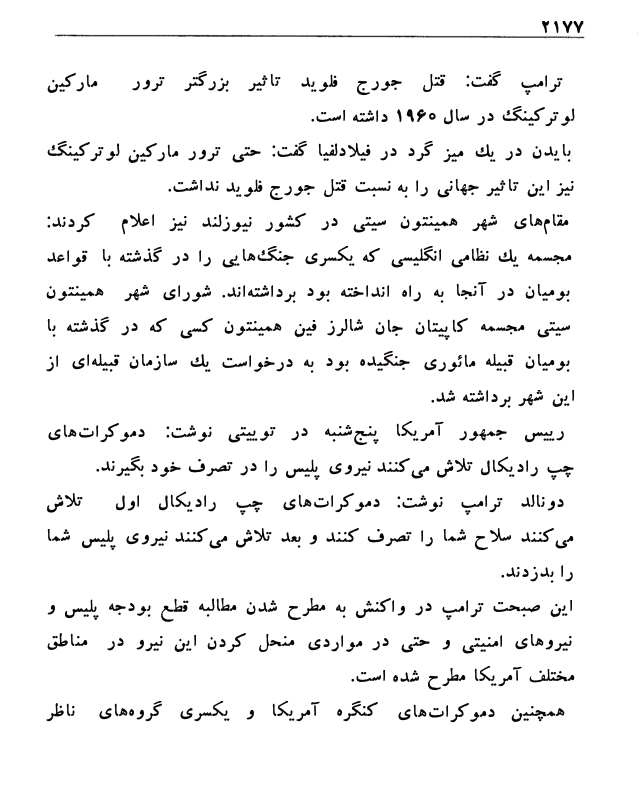 ۲۱۷۷
ترامپ گفت: قتل جورج فلوید تاثیر بزرگتر ترور مارکین
لوترکینگ در سال ۱۹۶۰ داشته است.
بایدن در یك میز گرد در فیلادلفیا گفت: حتی ترور مارکین لوترکینگ
نیز این تاثیر جهانی را به نسبت قتل جورج فلوید نداشت.
مقام‌های شهر همینتون سیتی در کشور نیوزلند نیز اعلام کردند:
مجسمه یك نظامی انگلیسی که یکسری جنگ‌هایی را در گذشته با قواعد
بومیان در آنجا به راه انداخته بود برداشته‌اند. شورای شهر همینتون
سیتی مجسمه کاپیتان جان شالرز فین همینتون کسی که در گذشته با
بومیان قبیله مائوری جنگیده بود به درخواست یك سازمان قبیله‌ای از
این شهر برداشته شد.
رییس جمهور آمریکا پنج‌شنبه در توییتی نوشت: دموکرات‌های
چپ رادیکال تلاش می‌کنند نیروی پلیس را در تصرف خود بگیرند.
دونالد ترامپ نوشت: دموکرات‌های چپ رادیکال اول تلاش
می‌کنند سلاح شما را تصرف کنند و بعد تلاش می‌کنند نیروی پلیس شما
را بدزدند.
این صبحت ترامپ در واکنش به مطرح شدن مطالبه قطع بودجه پلیس و
نیروهای امنیتی و حتی در مواردی منحل کردن این نیرو در مناطق
مختلف آمریکا مطرح شده است.
همچنین دموکرات‌های کنگره آمریکا و یکسری گروه‌های ناظر